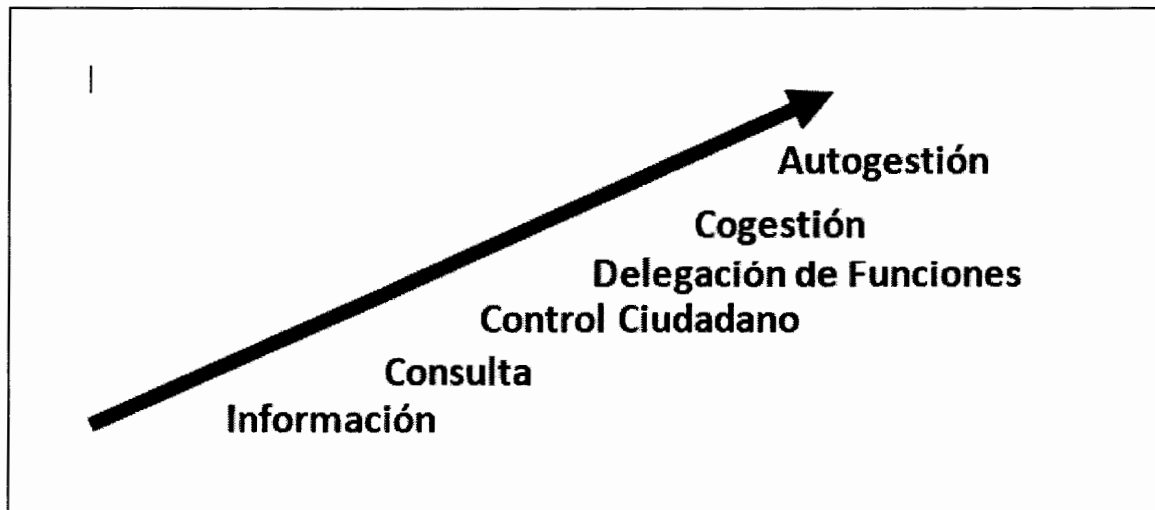 Autogestión
Cogestión
Delegación de Funciones
Control Ciudadano
Consulta
Información